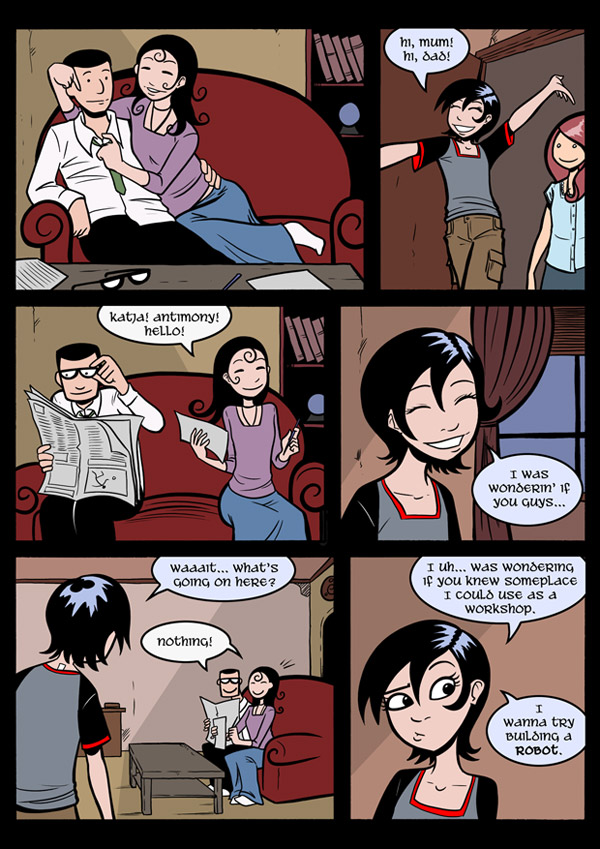 Hi, mum!
Hi, dad!
Katja! Antimony!
Hello!
I was
wonderin' if
you guys...
Waaait... what's
going on here?
Nothing!
I uh... was wondering
if you knew someplace
I could use as a
workshop.
I
wanna try
building a
robot.